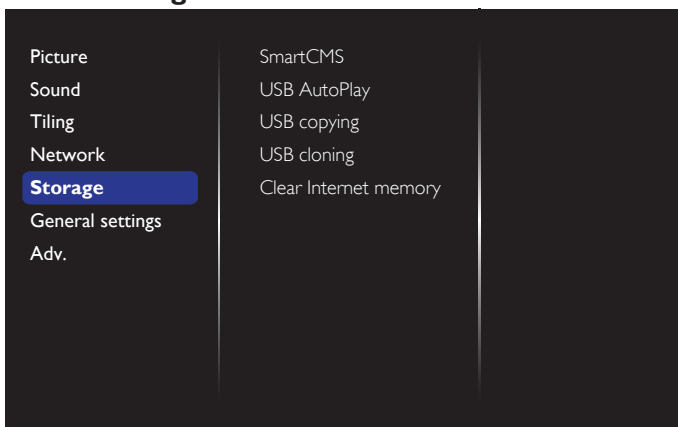 Picture
Sound
Tiling
Network
Storage
General settings
Adv.
SmartCMS
USB AutoPlay
USB copying
USB cloning
Clear Internet memory